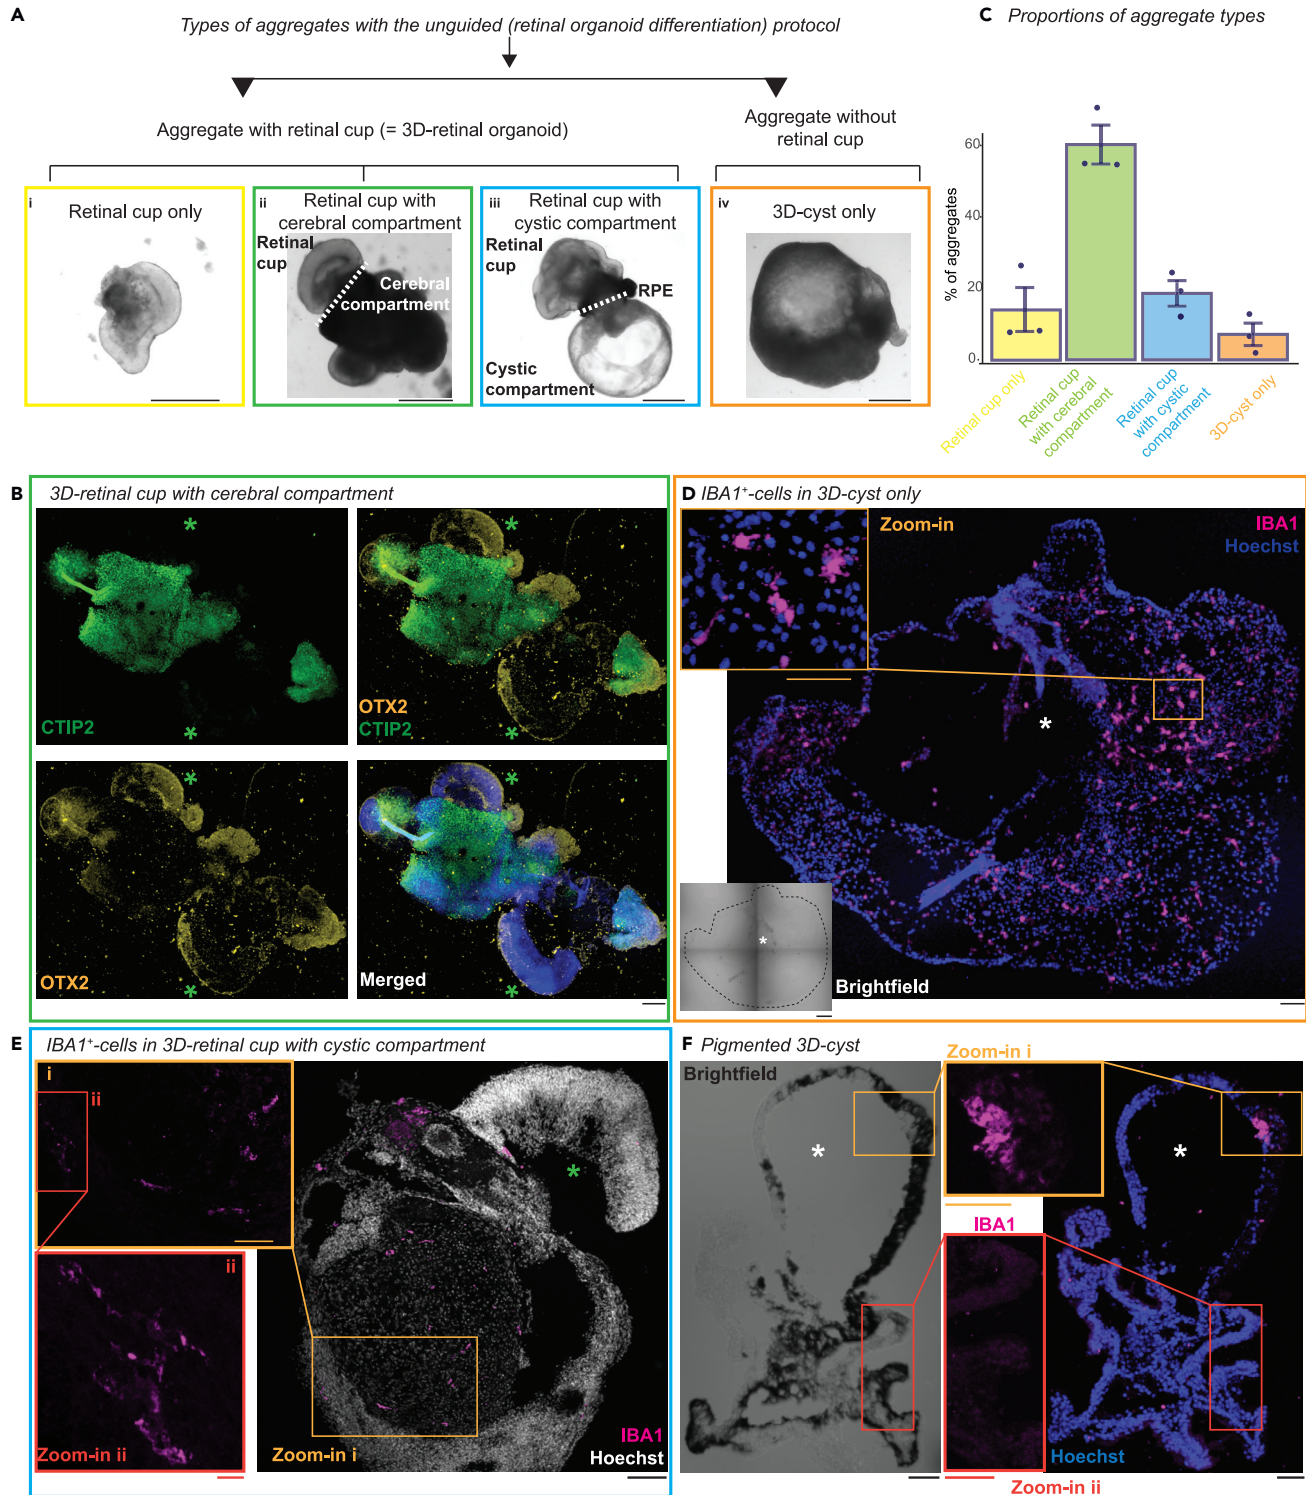 A
Types of aggregates with the unguided (retinal organoid differentiation) protocol
Aggregate with retinal cup (= 3D-retinal organoid)
Aggregate without
retinal cup
i
Retinal cup only
ii
Retinal cup with
cerebral compartment
Retinal
cup
Cerebral
compartment
iii
Retinal cup with
cystic compartment
Retinal
cup
RPE
Cystic
compartment
iv
3D-cyst only
C
Proportions of aggregate types
% of aggregates
60
40
20
0
Retinal cup only
Retinal cup
with cerebral
compartment
Retinal cup
with cystic
compartment
3D-cyst only
B
3D-retinal cup with cerebral compartment
*
*
CTIP2
*
*
OTX2
CTIP2
*
*
OTX2
*
*
Merged
D
IBA1⁺-cells in 3D-cyst only
Zoom-in
IBA1
Hoechst
*
*
Brightfield
E
IBA1⁺-cells in 3D-retinal cup with cystic compartment
i
ii
*
ii
Zoom-in ii
Zoom-in i
IBA1
Hoechst
F
Pigmented 3D-cyst
Brightfield
*
Zoom-in i
*
IBA1
Hoechst
Zoom-in ii